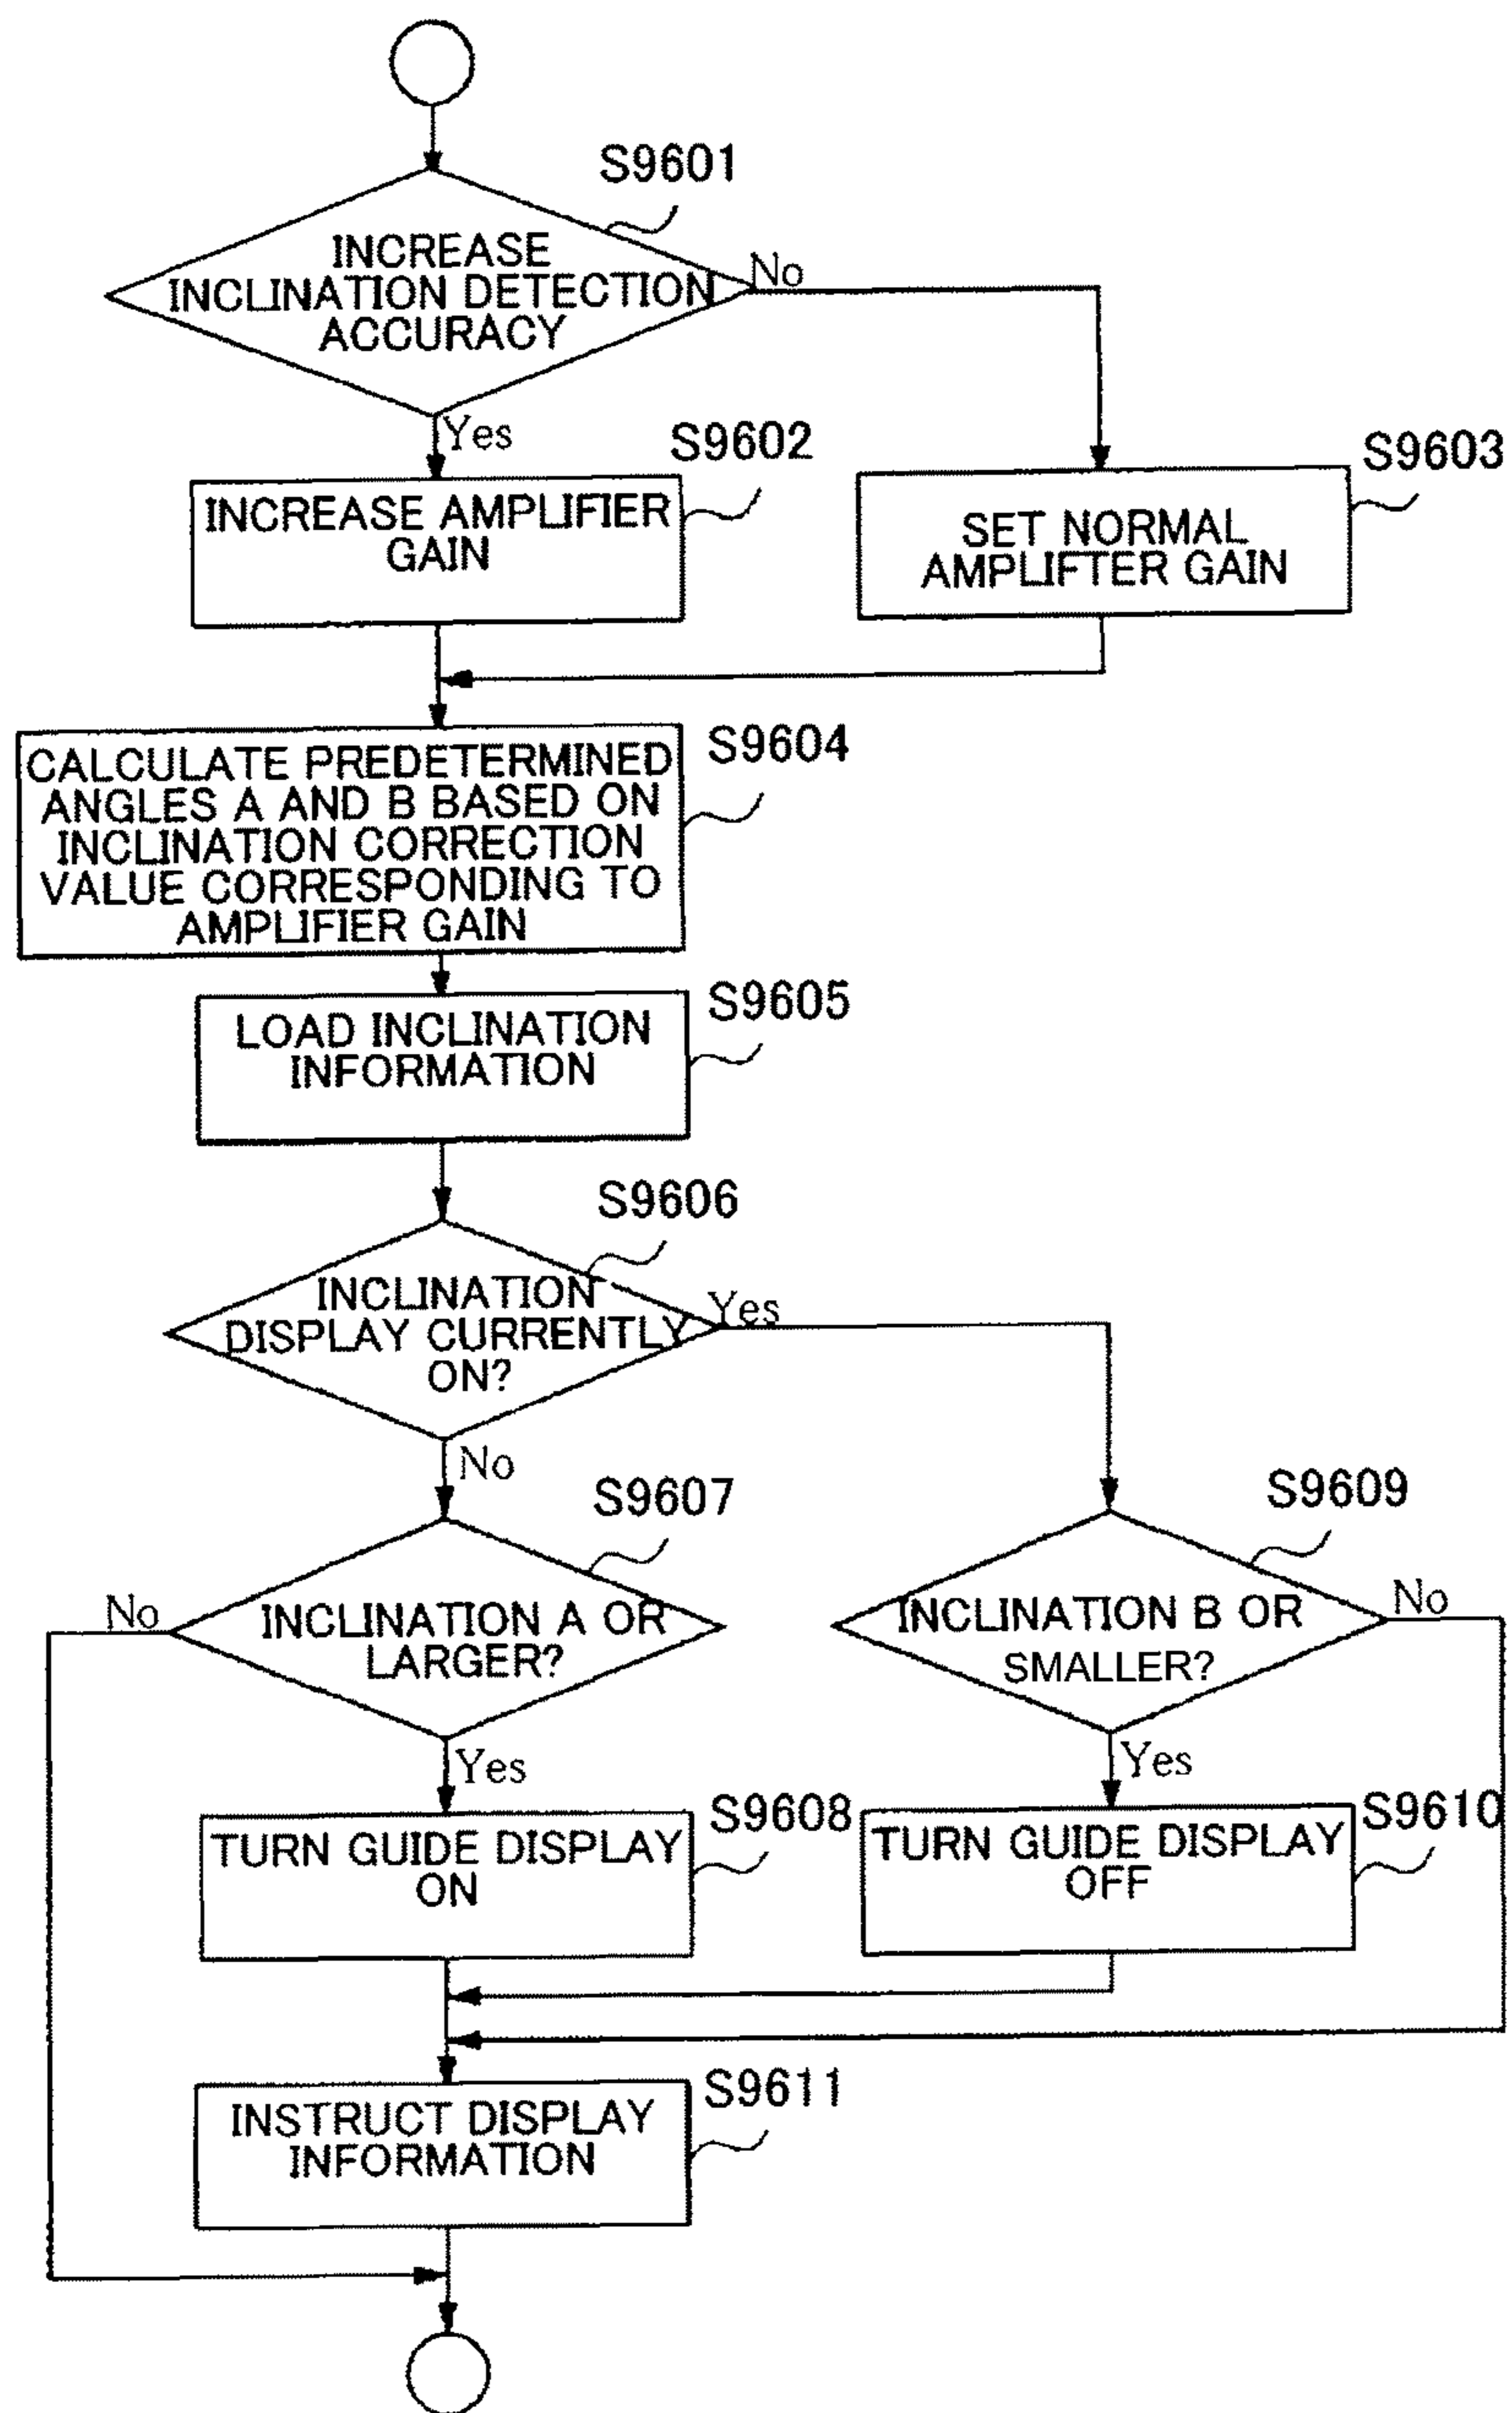 S9601
INCREASE
INCLINATION DETECTION
ACCURACY
No
Yes
S9602
INCREASE AMPLIFIER
GAIN
S9603
SET NORMAL
AMPLIFTER GAIN
S9604
CALCULATE PREDETERMINED
ANGLES A AND B BASED ON
INCLINATION CORRECTION
VALUE CORRESPONDING TO
AMPLIFIER GAIN
S9605
LOAD INCLINATION
INFORMATION
S9606
INCLINATION
DISPLAY CURRENTLY
ON?
Yes
No
S9607
INCLINATION A OR
LARGER?
No
Yes
S9609
INCLINATION B OR
SMALLER?
No
Yes
S9608
TURN GUIDE DISPLAY
ON
S9610
TURN GUIDE DISPLAY
OFF
S9611
INSTRUCT DISPLAY
INFORMATION